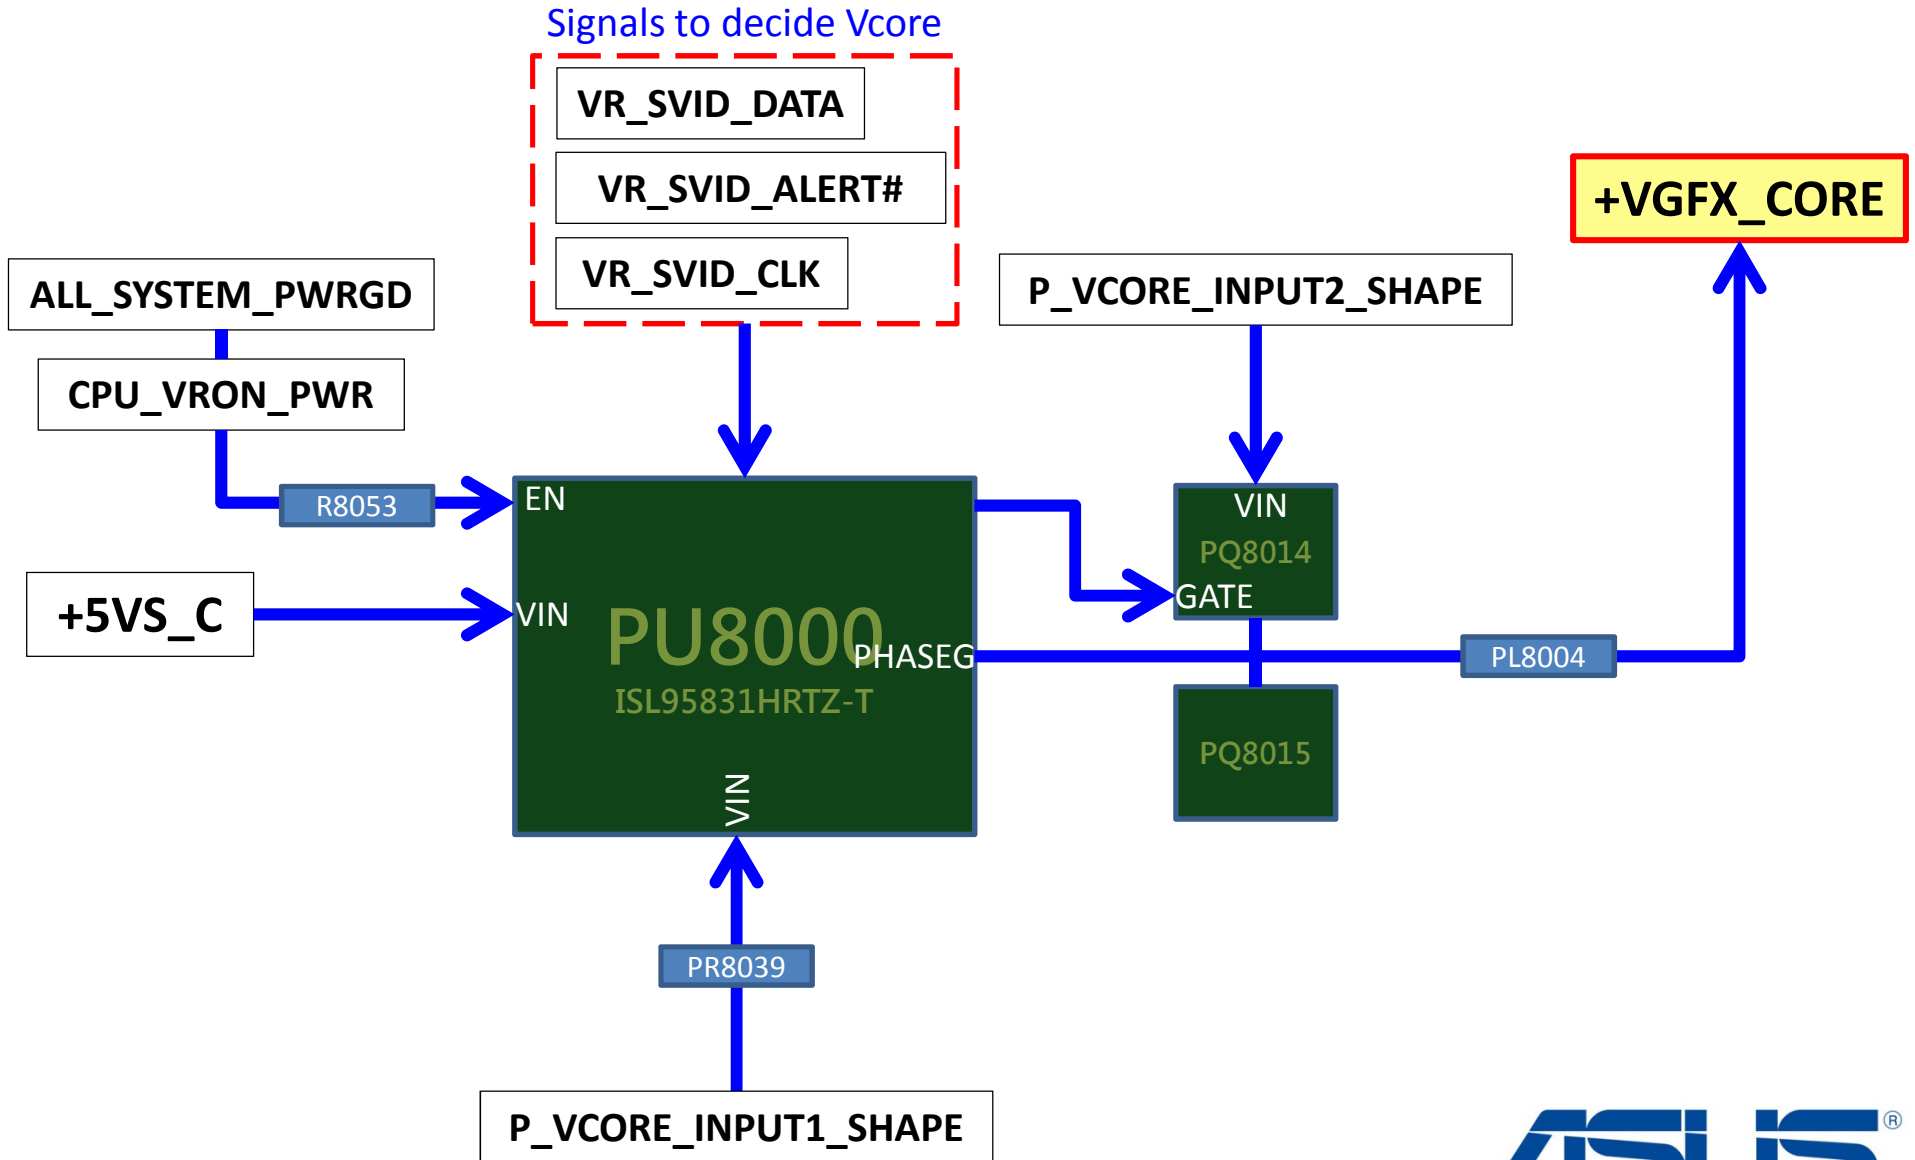 Signals to decide Vcore
VR_SVID_DATA
VR_SVID_ALERT#
VR_SVID_CLK
+VGFX_CORE
ALL_SYSTEM_PWRGD
P_VCORE_INPUT2_SHAPE
CPU_VRON_PWR
R8053
EN
VIN
PQ8014
GATE
+5VS_C
VIN
PU8000
PHASEG
ISL95831HRTZ-T
PL8004
PQ8015
VIN
PR8039
P_VCORE_INPUT1_SHAPE
ASUS®